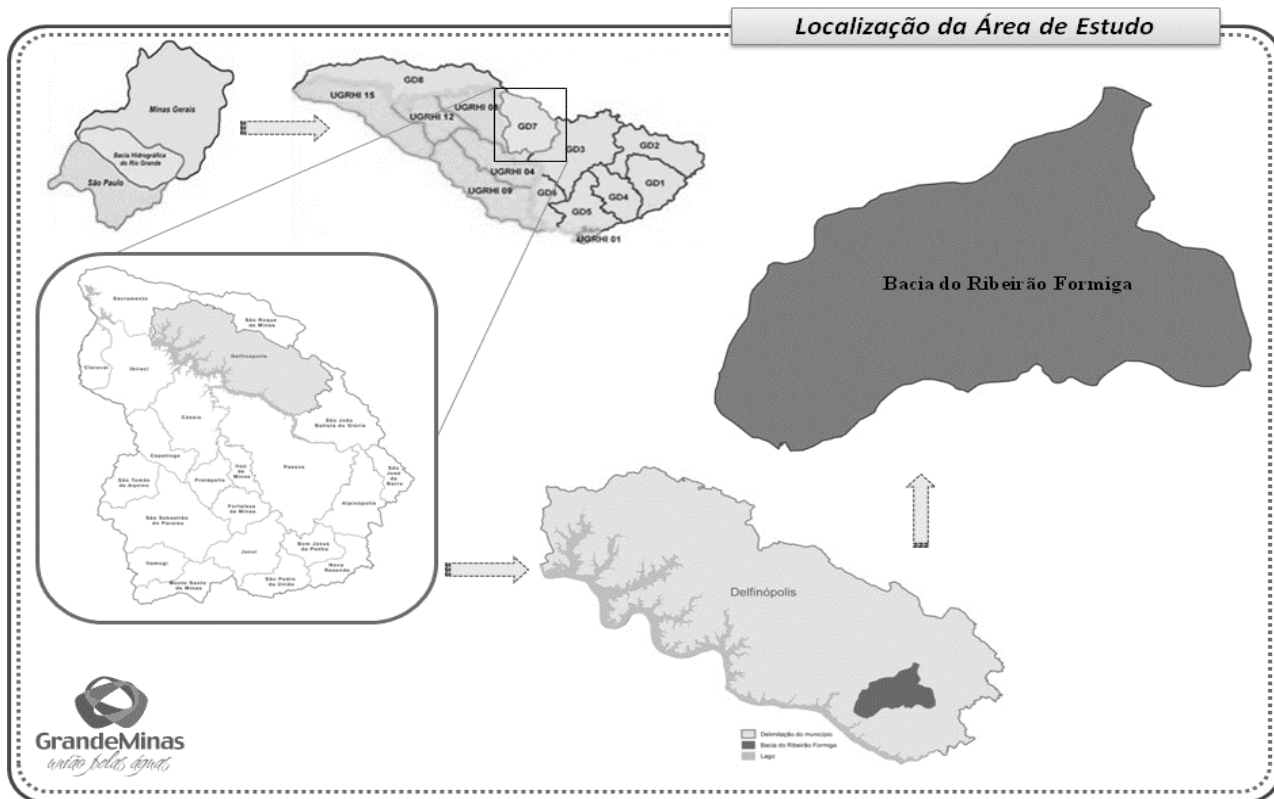 Localização da Área de Estudo
Minas Gerais
Bacia Hidrográfica
do Rio Grande
São Paulo
GD8
UGRHI 15
UGRHI 12
UGRHI 08
GD7
GD3
GD2
GD1
UGRHI 04
UGRHI 09
GD6
GD5
GD4
UGRHI 01
Bacia do Ribeirão Formiga
Sacramento
São Roque
de Minas
Delfinópolis
Claraval
Ibiraci
Cássia
São João
Batista do Glória
Capetinga
São Tomás
de Aquino
Pratápolis
Itaú
de Minas
Passos
São
José da
Barra
Alpinópolis
Fortaleza
de Minas
São Sebastião
do Paraíso
Jacuí
Bom Jesus
da Penha
Nova
Resende
Itamogi
Monte Santo
de Minas
São Pedro
da União
Delfinópolis
Delimitação do município
Bacia do Ribeirão Formiga
Lago
GrandeMinas
união pelas águas